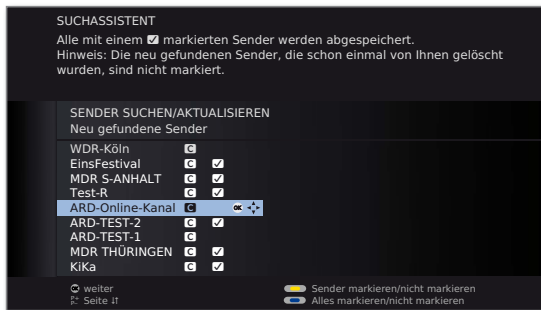 SUCHASSISTENT
Alle mit einem ☑ markierten Sender werden abgespeichert.
Hinweis: Die neu gefundenen Sender, die schon einmal von Ihnen gelöscht
wurden, sind nicht markiert.
SENDER SUCHEN/AKTUALISIEREN
Neu gefundene Sender
WDR-Köln C
EinsFestival C ✓
MDR S-ANHALT C ✓
Test-R C ✓
ARD-Online-Kanal C OK
ARD-TEST-2 C ✓
ARD-TEST-1 C
MDR THÜRINGEN C ✓
KiKa C ✓
OK weiter
P+ P- Seite ↓↑
Sender markieren/nicht markieren
Alles markieren/nicht markieren